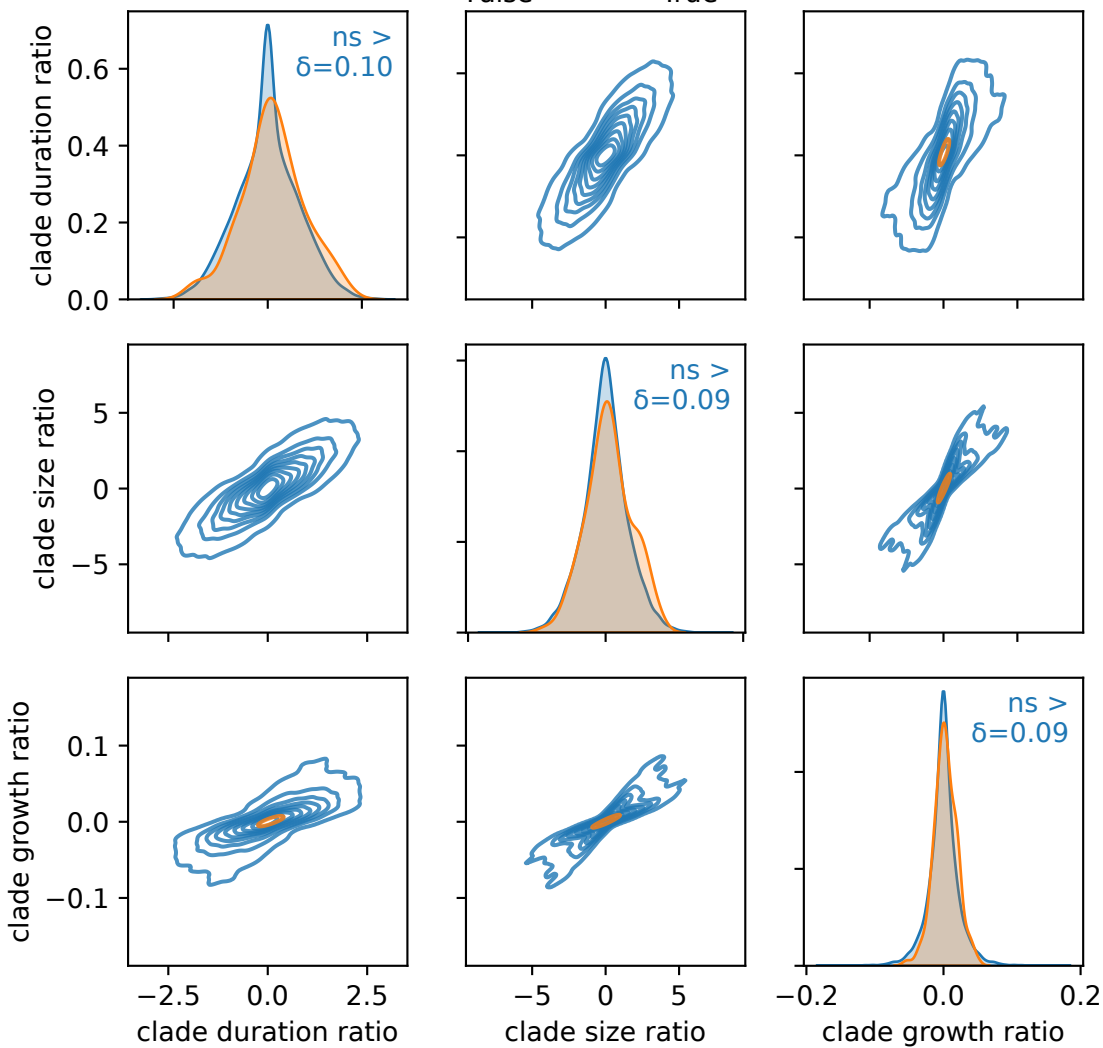 True
clade duration ratio
0.6
0.4
0.2
0.0
ns >
δ=0.10
clade size ratio
5
0
−5
ns >
δ=0.09
clade growth ratio
0.1
0.0
−0.1
ns >
δ=0.09
−2.5 0.0 2.5
−5 0 5
−0.2 0.0 0.2
clade duration ratio
clade size ratio
clade growth ratio